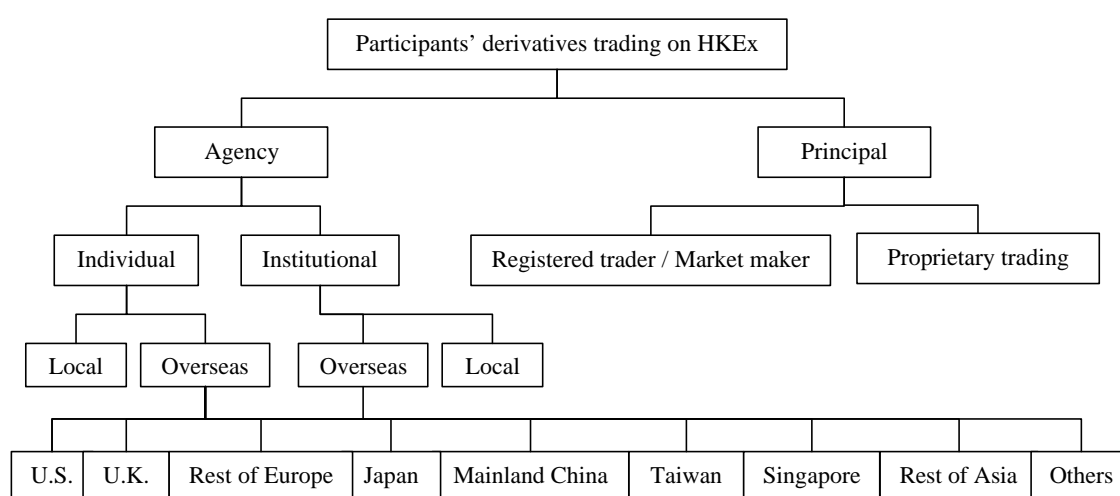 Participants’ derivatives trading on HKEx
Agency
Principal
Individual
Institutional
Registered trader / Market maker
Proprietary trading
Local
Overseas
Overseas
Local
U.S.
U.K.
Rest of Europe
Japan
Mainland China
Taiwan
Singapore
Rest of Asia
Others